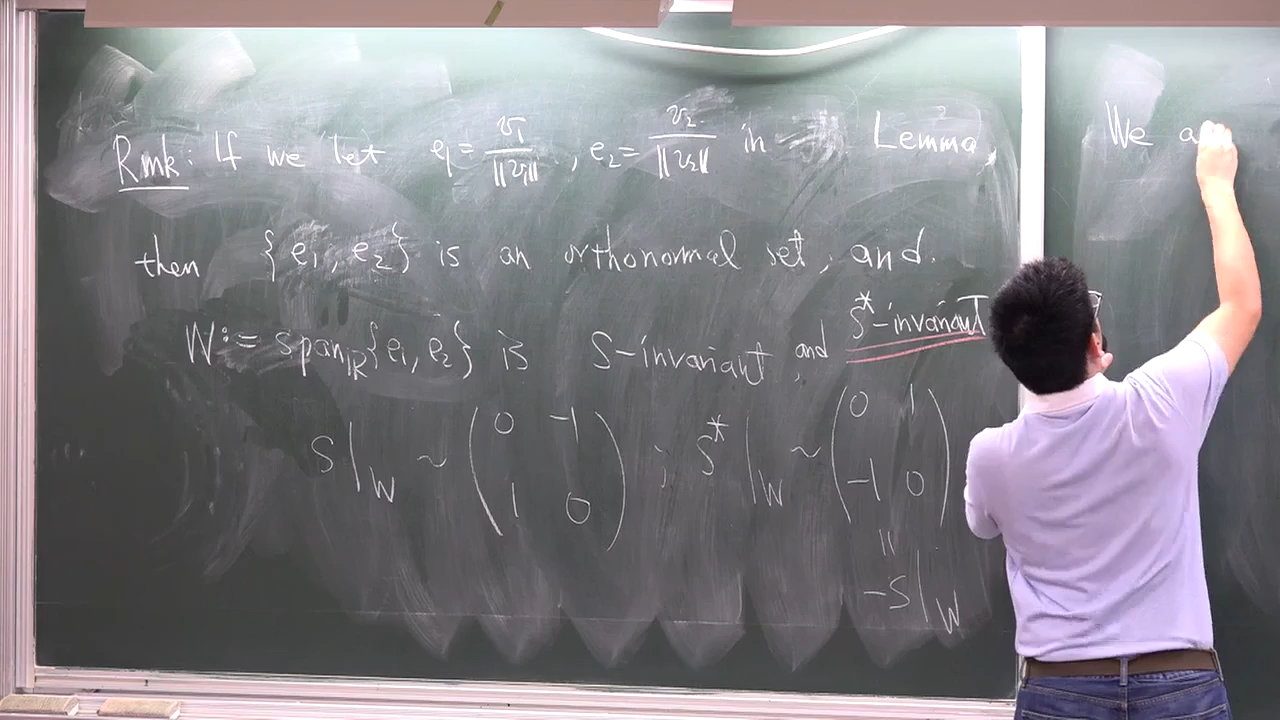 Rmk: If we let e₁ = v₁/‖v₁‖, e₂ = v₂/‖v₂‖ in Lemma,
then {e₁, e₂} is an orthonormal set, and.
W := span_ℝ{e₁, e₂} is S-invariant, and S*-invariant
S|_W ~ (0 -1; 1 0) ; S*|_W ~ (0 1; -1 0)
=
-S|_W
We a